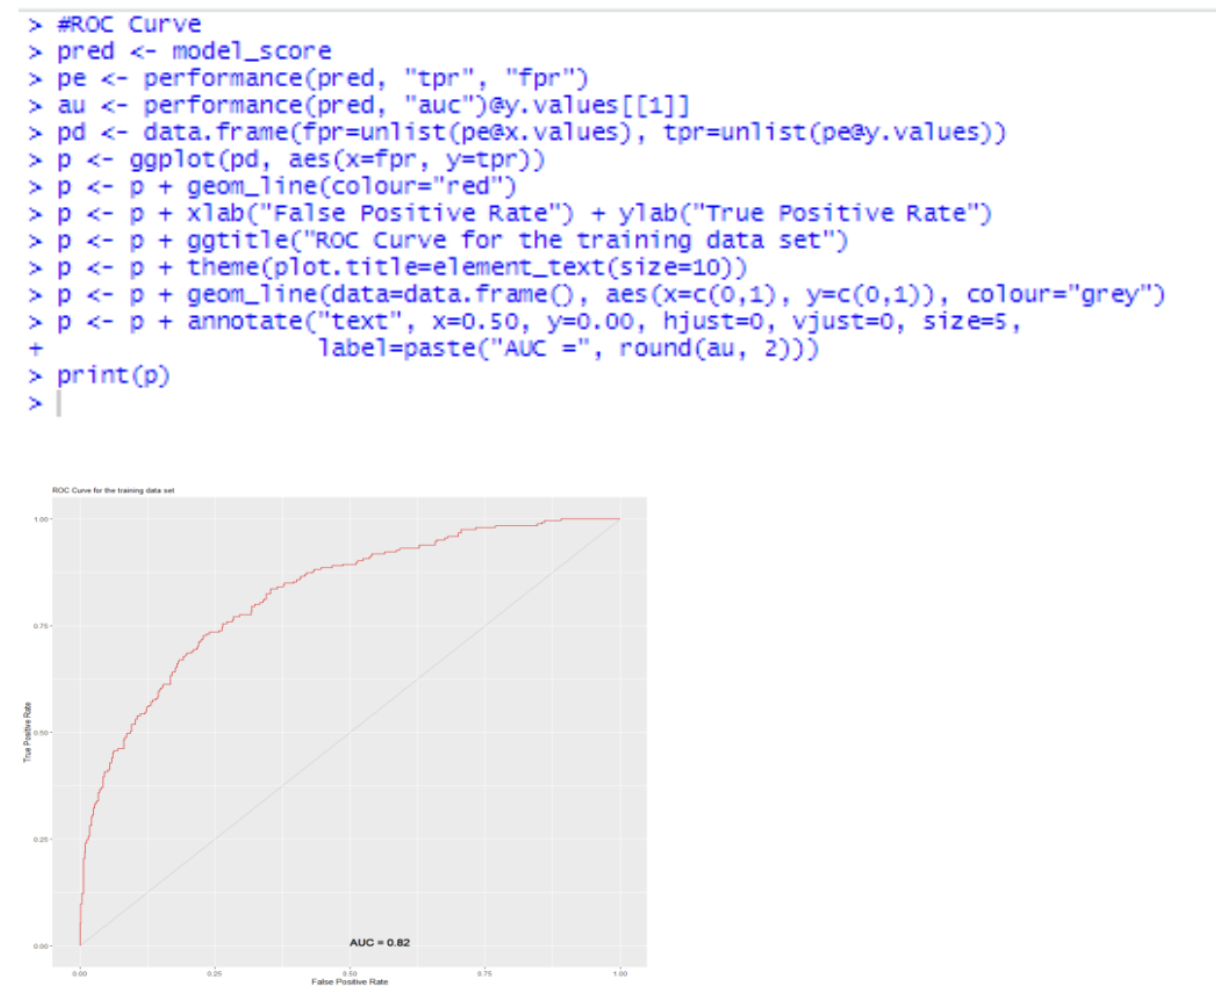 > #ROC Curve
> pred <- model_score
> pe <- performance(pred, "tpr", "fpr")
> au <- performance(pred, "auc")@y.values[[1]]
> pd <- data.frame(fpr=unlist(pe@x.values), tpr=unlist(pe@y.values))
> p <- ggplot(pd, aes(x=fpr, y=tpr))
> p <- p + geom_line(colour="red")
> p <- p + xlab("False Positive Rate") + ylab("True Positive Rate")
> p <- p + ggtitle("ROC Curve for the training data set")
> p <- p + theme(plot.title=element_text(size=10))
> p <- p + geom_line(data=data.frame(), aes(x=c(0,1), y=c(0,1)), colour="grey")
> p <- p + annotate("text", x=0.50, y=0.00, hjust=0, vjust=0, size=5,
+                   label=paste("AUC =", round(au, 2)))
> print(p)
>
ROC Curve for the training data set
1.00
0.75
True Positive Rate
0.50
0.25
0.00
AUC = 0.82
0.00 0.25 0.50 0.75 1.00
False Positive Rate